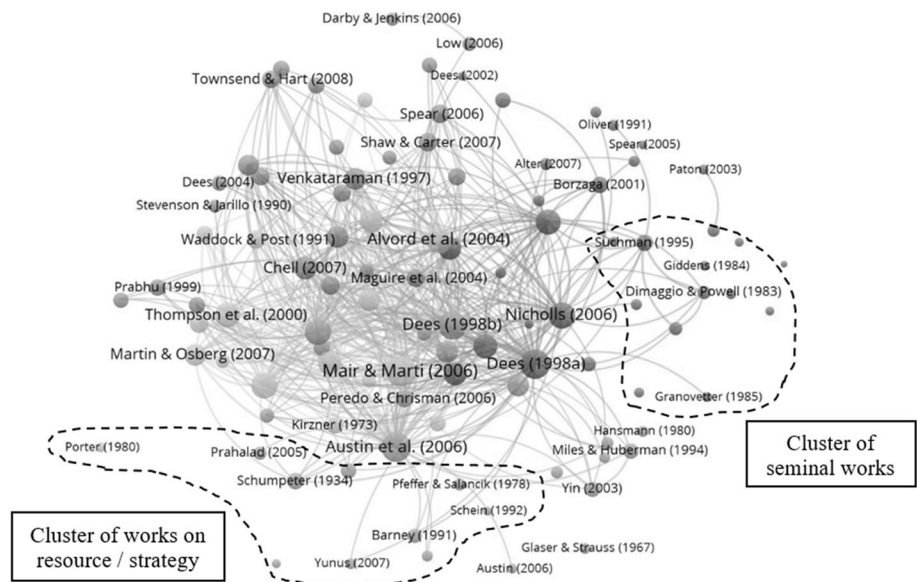 Darby & Jenkins (2006)
Low (2006)
Townsend & Hart (2008)
Dees (2002)
Spear (2006)
Oliver (1991)
Shaw & Carter (2007)
Spear (2005)
Alter (2007)
Paton (2003)
Dees (2004)
Venkataraman (1997)
Borzaga (2001)
Stevenson & Jarillo (1990)
Waddock & Post (1991)
Alvord et al. (2004)
Suchman (1995)
Chell (2007)
Giddens (1984)
Maguire et al. (2004)
Prabhu (1999)
Dimaggio & Powell (1983)
Thompson et al. (2000)
Nicholls (2006)
Dees (1998b)
Martin & Osberg (2007)
Dees (1998a)
Mair & Marti (2006)
Peredo & Chrisman (2006)
Granovetter (1985)
Kirzner (1973)
Hansmann (1980)
Porter (1980)
Prahalad (2005)
Austin et al. (2006)
Miles & Huberman (1994)
Cluster of
seminal works
Schumpeter (1934)
Pfeffer & Salancik (1978)
Yin (2003)
Schein (1992)
Cluster of works on
resource / strategy
Barney (1991)
Glaser & Strauss (1967)
Yunus (2007)
Austin (2006)